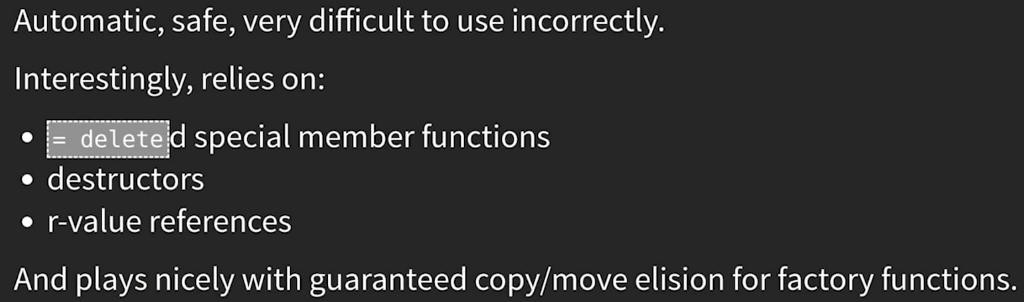 Automatic, safe, very difficult to use incorrectly.
Interestingly, relies on:
• = deleted special member functions
• destructors
• r-value references
And plays nicely with guaranteed copy/move elision for factory functions.